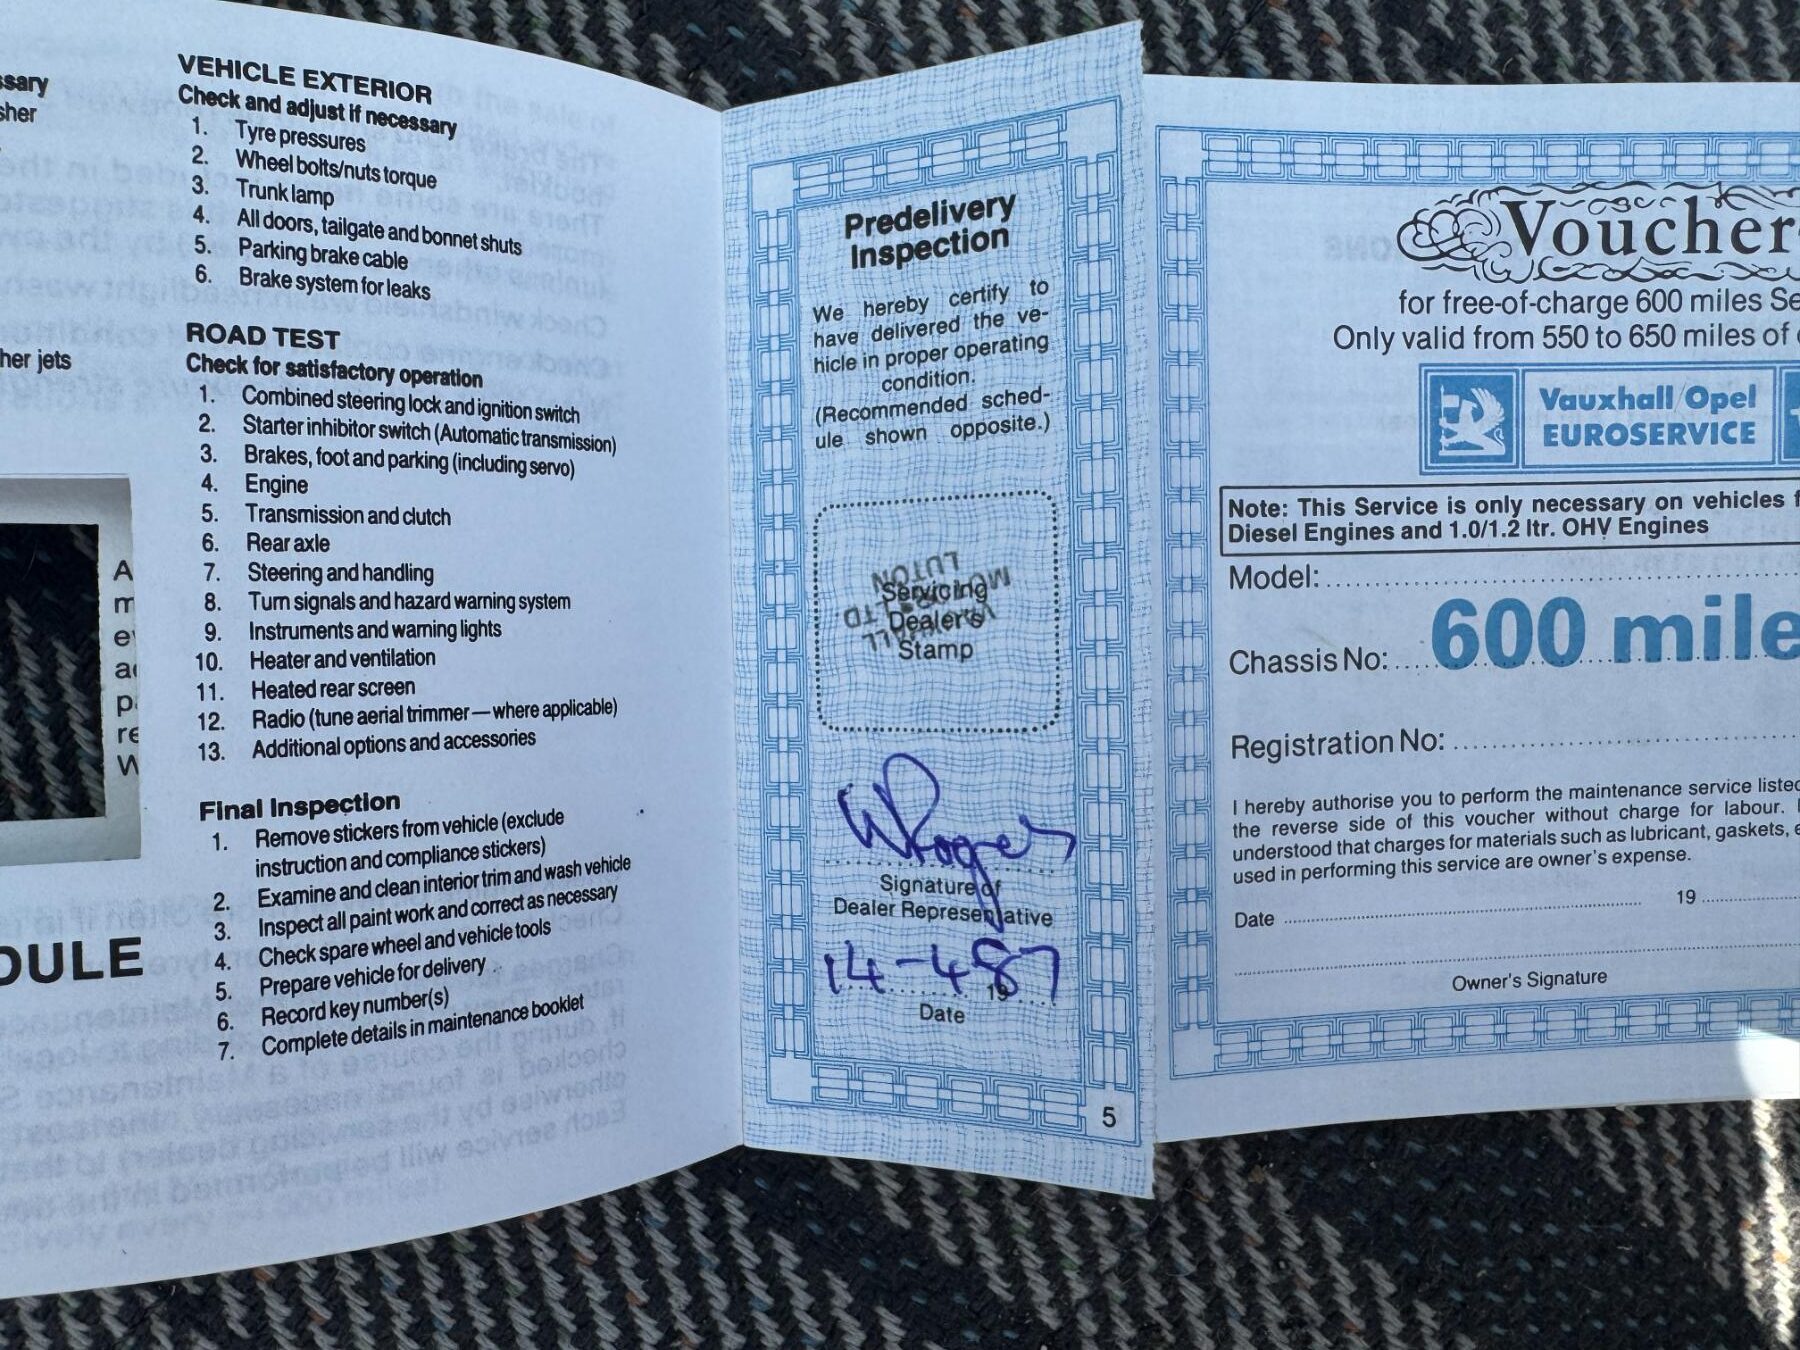 ssary
sher
her jets
A
m
e
a
p
re
W
DULE
VEHICLE EXTERIOR
Check and adjust if necessary
1. Tyre pressures
2. Wheel bolts/nuts torque
3. Trunk lamp
4. All doors, tailgate and bonnet shuts
5. Parking brake cable
6. Brake system for leaks
ROAD TEST
Check for satisfactory operation
1. Combined steering lock and ignition switch
2. Starter inhibitor switch (Automatic transmission)
3. Brakes, foot and parking (including servo)
4. Engine
5. Transmission and clutch
6. Rear axle
7. Steering and handling
8. Turn signals and hazard warning system
9. Instruments and warning lights
10. Heater and ventilation
11. Heated rear screen
12. Radio (tune aerial trimmer — where applicable)
13. Additional options and accessories
Final Inspection
1. Remove stickers from vehicle (exclude
instruction and compliance stickers)
2. Examine and clean interior trim and wash vehicle
3. Inspect all paint work and correct as necessary
4. Check spare wheel and vehicle tools
5. Prepare vehicle for delivery
6. Record key number(s)
7. Complete details in maintenance booklet
Predelivery
Inspection
We hereby certify to
have delivered the ve-
hicle in proper operating
condition.
(Recommended sched-
ule shown opposite.)
Servicing
Dealer's
Stamp
VAUXHALL
MOTORS LTD.
LUTON
W Rogers
Signature of
Dealer Representative
14-4-87
19
Date
5
Voucher
for free-of-charge 600 miles Se
Only valid from 550 to 650 miles of
Vauxhall/Opel
EUROSERVICE
Note: This Service is only necessary on vehicles f
Diesel Engines and 1.0/1.2 ltr. OHV Engines
Model:
600 mile
Chassis No:
Registration No:
I hereby authorise you to perform the maintenance service listed
the reverse side of this voucher without charge for labour.
understood that charges for materials such as lubricant, gaskets, e
used in performing this service are owner's expense.
Date 19
Owner's Signature